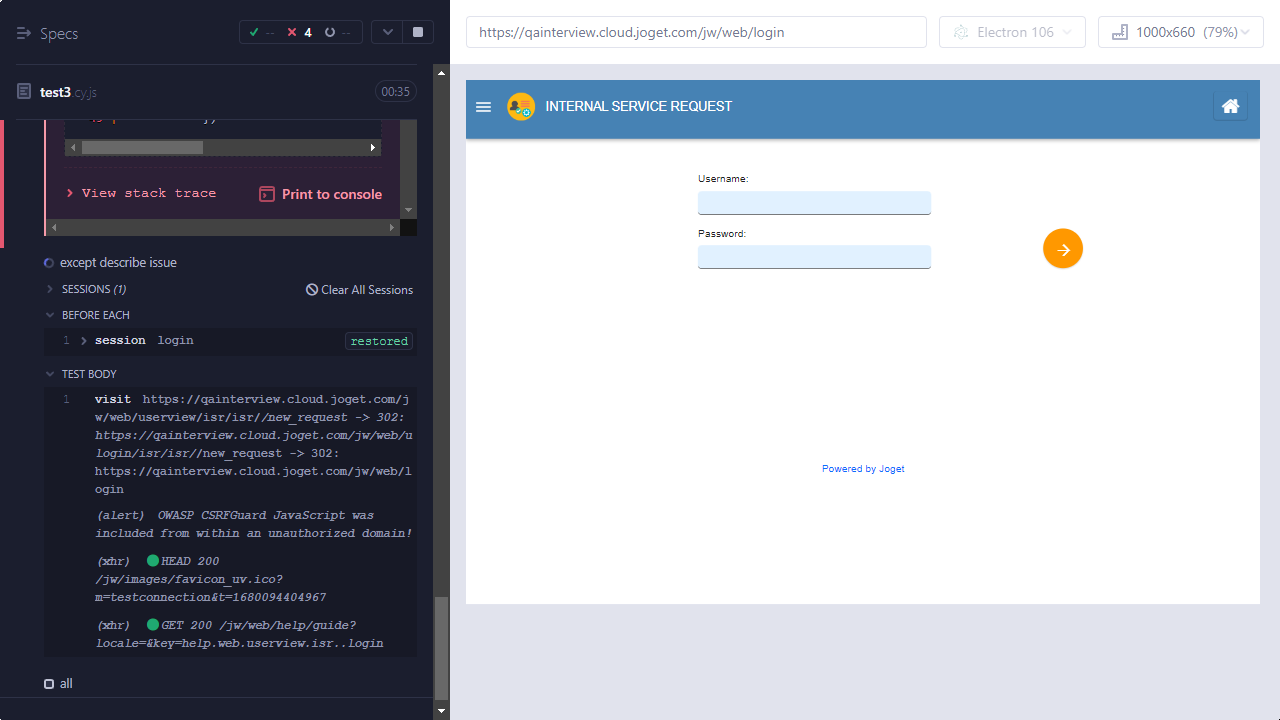 Specs
--
4
--
https://qainterview.cloud.joget.com/jw/web/login
Electron 106
1000x660 (79%)
test3.cy.js
00:35
View stack trace
Print to console
except describe issue
SESSIONS (1)
Clear All Sessions
BEFORE EACH
1 session login
restored
TEST BODY
1 visit https://qainterview.cloud.joget.com/j
w/web/userview/isr/isr//new_request -> 302:
https://qainterview.cloud.joget.com/jw/web/u
login/isr/isr//new_request -> 302:
https://qainterview.cloud.joget.com/jw/web/l
ogin
(alert) OWASP CSRFGuard JavaScript was
included from within an unauthorized domain!
(xhr) HEAD 200
/jw/images/favicon_uv.ico?
m=testconnection&t=1680094404967
(xhr) GET 200 /jw/web/help/guide?
locale=&key=help.web.userview.isr..login
all
INTERNAL SERVICE REQUEST
Username:
Password:
Powered by Joget